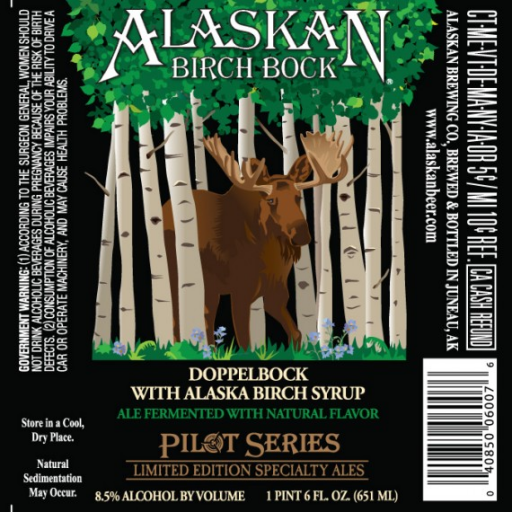 ALASKAN
BIRCH·BOCK
DOPPELBOCK
WITH ALASKA BIRCH SYRUP
ALE FERMENTED WITH NATURAL FLAVOR
PILOT SERIES
LIMITED EDITION SPECIALTY ALES
8.5% ALCOHOL BY VOLUME 1 PINT 6 FL. OZ. (651 ML)
GOVERNMENT WARNING: (1) ACCORDING TO THE SURGEON GENERAL, WOMEN SHOULD
NOT DRINK ALCOHOLIC BEVERAGES DURING PREGNANCY BECAUSE OF THE RISK OF BIRTH
DEFECTS. (2) CONSUMPTION OF ALCOHOLIC BEVERAGES IMPAIRS YOUR ABILITY TO DRIVE A
CAR OR OPERATE MACHINERY, AND MAY CAUSE HEALTH PROBLEMS.
Store in a Cool,
Dry Place.
Natural
Sedimentation
May Occur.
CT·ME·VT·DE·MA·NY·IA·OR 5¢/ MI 10¢ REF. CA CASH REFUND
ALASKAN BREWING CO., BREWED & BOTTLED IN JUNEAU, AK
www.alaskanbeer.com
0 40850 06007 6